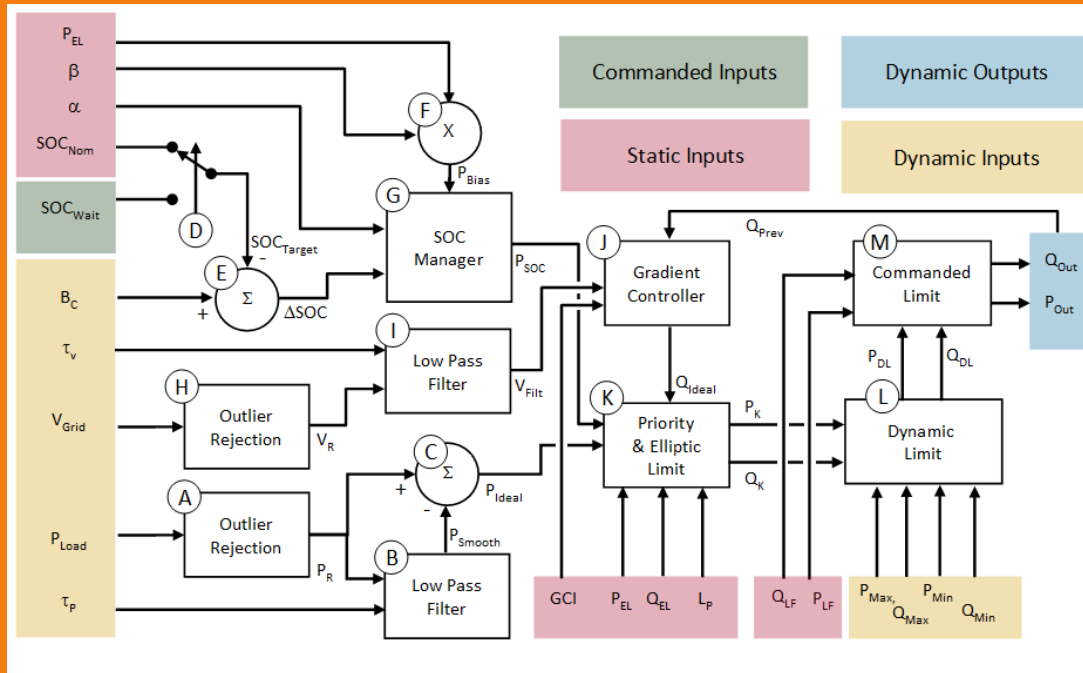 P_EL
β
α
SOC_Nom
SOC_Wait
B_C
τ_v
V_Grid
P_Load
τ_P
D
SOC_Target
-
E
Σ
+
ΔSOC
F
X
P_Bias
G
SOC
Manager
P_SOC
H
Outlier
Rejection
V_R
I
Low Pass
Filter
V_Filt
A
Outlier
Rejection
P_R
C
Σ
+
-
P_Ideal
P_Smooth
B
Low Pass
Filter
Commanded Inputs
Dynamic Outputs
Static Inputs
Dynamic Inputs
Q_Prev
J
Gradient
Controller
Q_Ideal
K
Priority
& Elliptic
Limit
P_K
Q_K
M
Commanded
Limit
Q_Out
P_Out
P_DL
Q_DL
L
Dynamic
Limit
GCI
P_EL
Q_EL
L_P
Q_LF
P_LF
P_Max,
Q_Max
P_Min
Q_Min